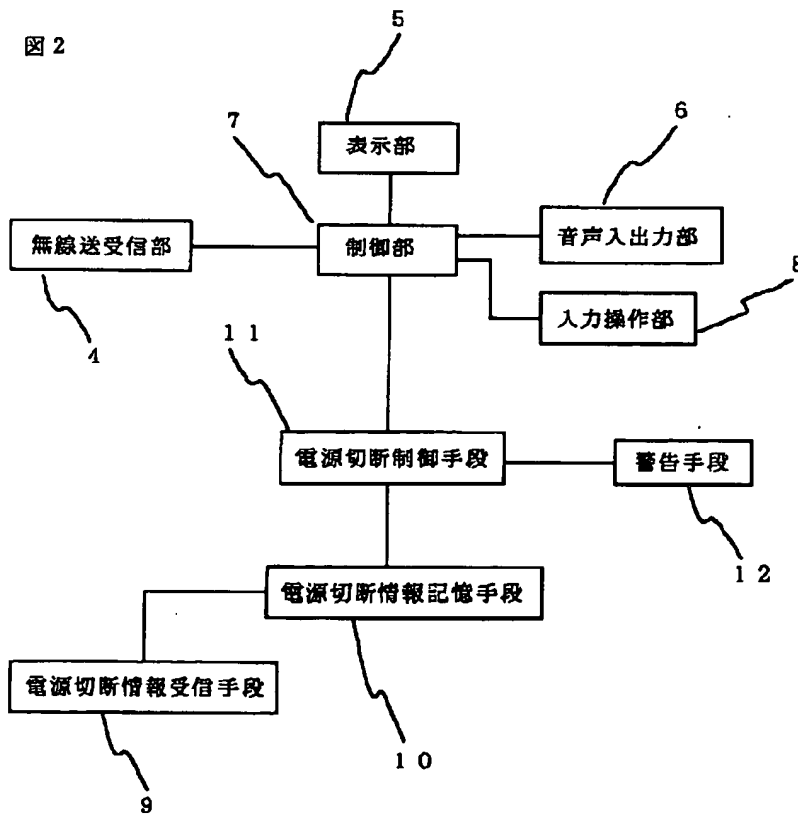 図2
5
7
表示部
6
無線送受信部
制御部
音声入出力部
8
入力操作部
4
11
電源切断制御手段
警告手段
12
電源切断情報記憶手段
電源切断情報受信手段
10
9